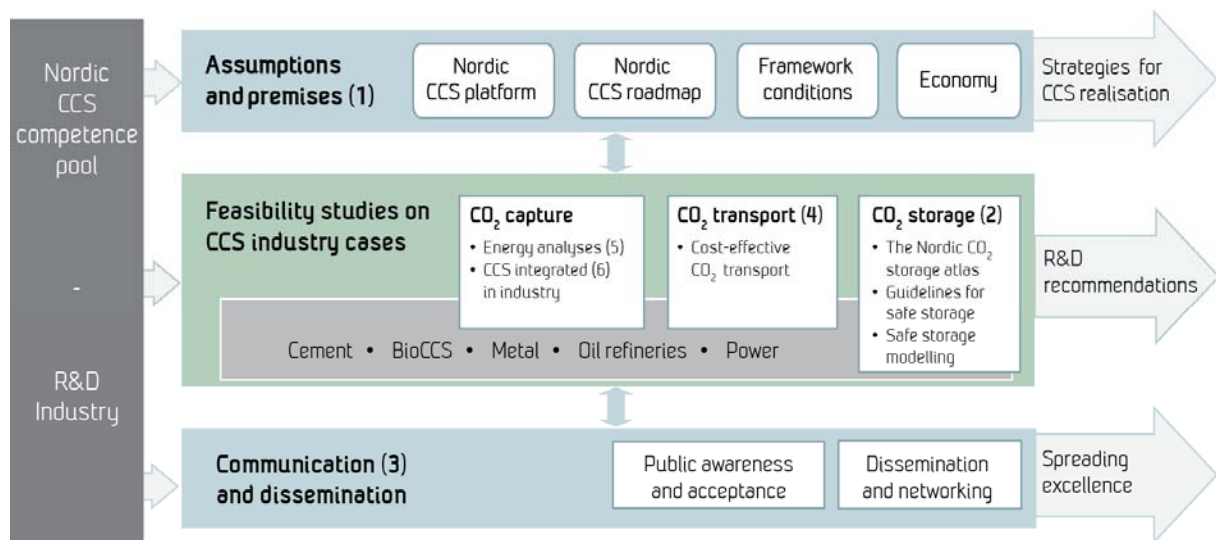 Nordic
CCS
competence
pool
-
R&D
Industry
Assumptions
and premises (1)
Nordic
CCS platform
Nordic
CCS roadmap
Framework
conditions
Economy
Strategies for
CCS realisation
Feasibility studies on
CCS industry cases
CO₂ capture
• Energy analyses (5)
• CCS integrated (6)
in industry
CO₂ transport (4)
• Cost-effective
CO₂ transport
CO₂ storage (2)
• The Nordic CO₂
storage atlas
• Guidelines for
safe storage
• Safe storage
modelling
Cement • BioCCS • Metal • Oil refineries • Power
R&D
recommendations
Communication (3)
and dissemination
Public awareness
and acceptance
Dissemination
and networking
Spreading
excellence